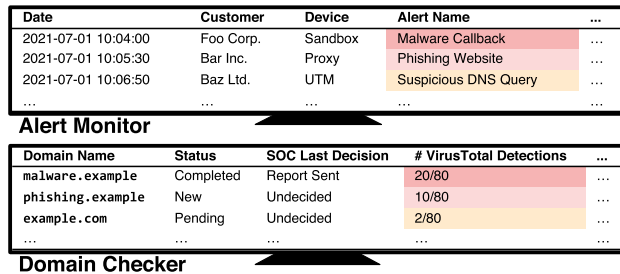 Date Customer Device Alert Name ...
2021-07-01 10:04:00 Foo Corp. Sandbox Malware Callback ...
2021-07-01 10:05:30 Bar Inc. Proxy Phishing Website ...
2021-07-01 10:06:50 Baz Ltd. UTM Suspicious DNS Query ...
... ... ... ... ...
Alert Monitor
Domain Name Status SOC Last Decision # VirusTotal Detections ...
malware.example Completed Report Sent 20/80 ...
phishing.example New Undecided 10/80 ...
example.com Pending Undecided 2/80 ...
... ... ... ... ...
Domain Checker